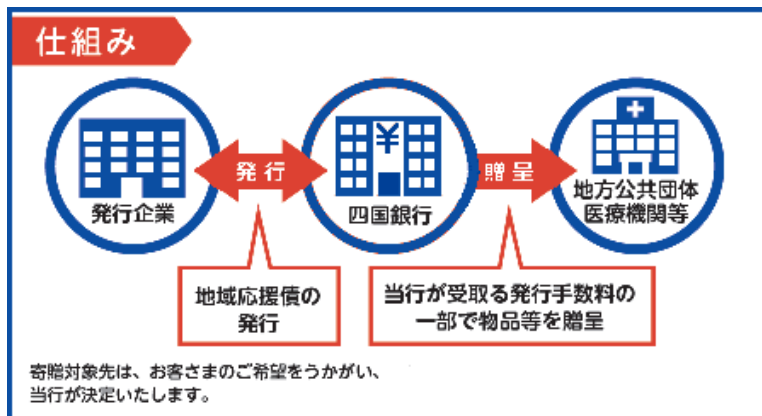 仕組み
発行企業
発行
¥
四国銀行
贈呈
地方公共団体
医療機関等
地域応援債の
発行
当行が受取る発行手数料の
一部で物品等を贈呈
寄贈対象先は、お客さまのご希望をうかがい、
当行が決定いたします。